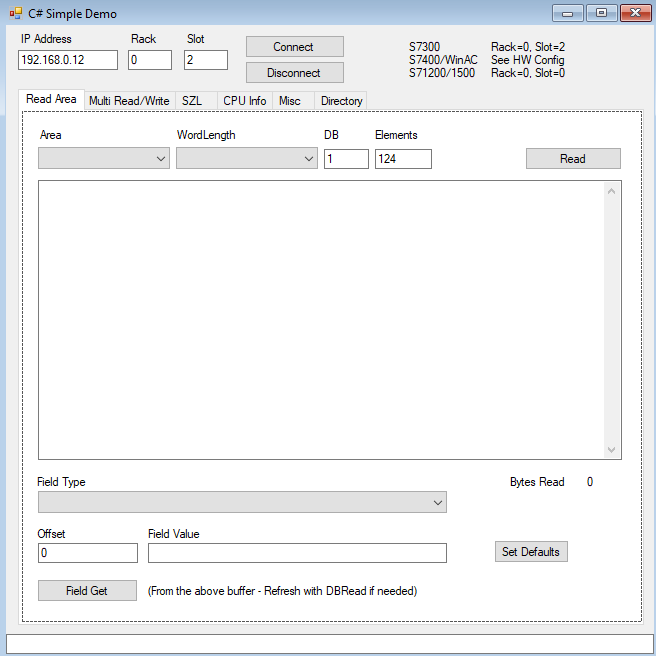 C# Simple Demo
IP Address Rack Slot
192.168.0.12 0 2
Connect
Disconnect
S7300 Rack=0, Slot=2
S7400/WinAC See HW Config
S71200/1500 Rack=0, Slot=0
Read Area Multi Read/Write SZL CPU Info Misc Directory
Area WordLength DB Elements
1 124 Read
Field Type Bytes Read 0
Offset Field Value
0 Set Defaults
Field Get (From the above buffer - Refresh with DBRead if needed)